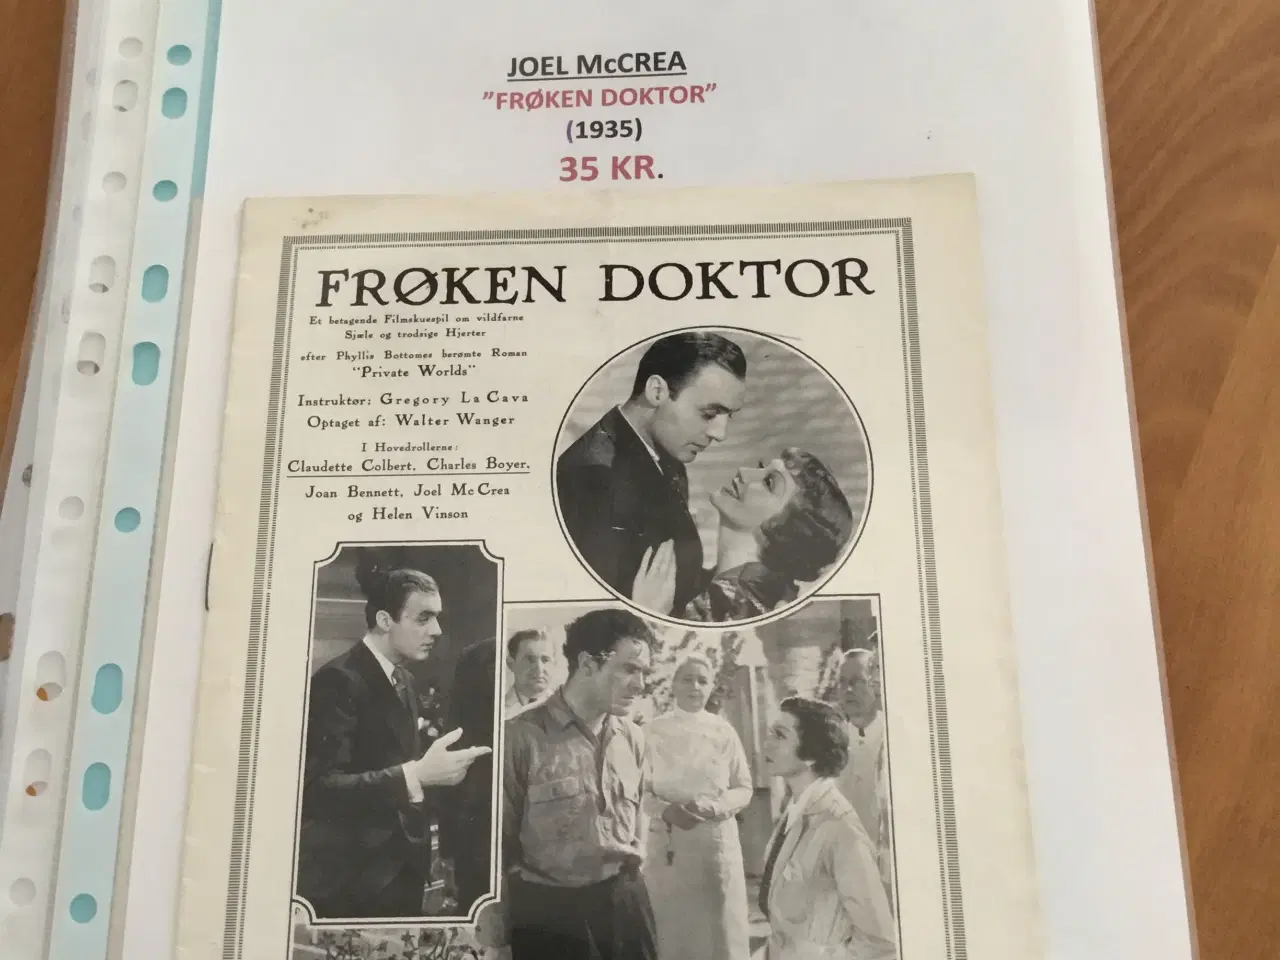 JOEL McCREA
”FRØKEN DOKTOR”
(1935)
35 KR.
FRØKEN DOKTOR
Et betagende Filmskuespil om vildfarne
Sjæle og trodsige Hjerter
efter Phyllis Bottomes berømte Roman
“Private Worlds”
Instruktør: Gregory La Cava
Optaget af: Walter Wanger
I Hovedrollerne:
Claudette Colbert, Charles Boyer,
Joan Bennett, Joel Mc Crea
og Helen Vinson